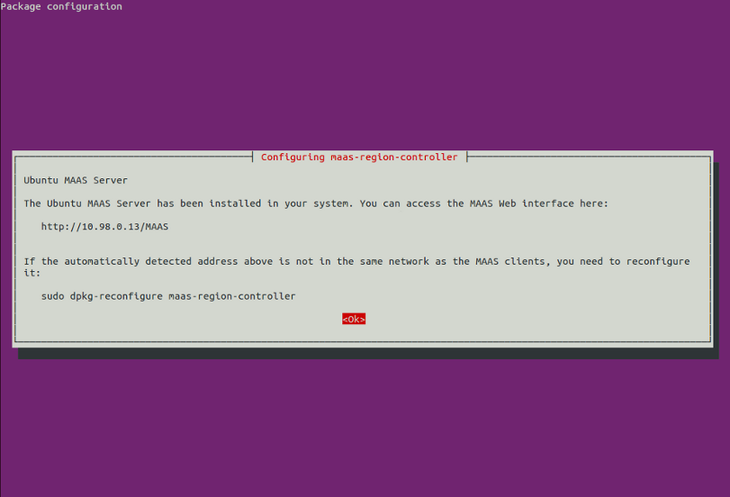 Package configuration
Configuring maas-region-controller
Ubuntu MAAS Server
The Ubuntu MAAS Server has been installed in your system. You can access the MAAS Web interface here:
http://10.98.0.13/MAAS
If the automatically detected address above is not in the same network as the MAAS clients, you need to reconfigure
it:
sudo dpkg-reconfigure maas-region-controller
<Ok>